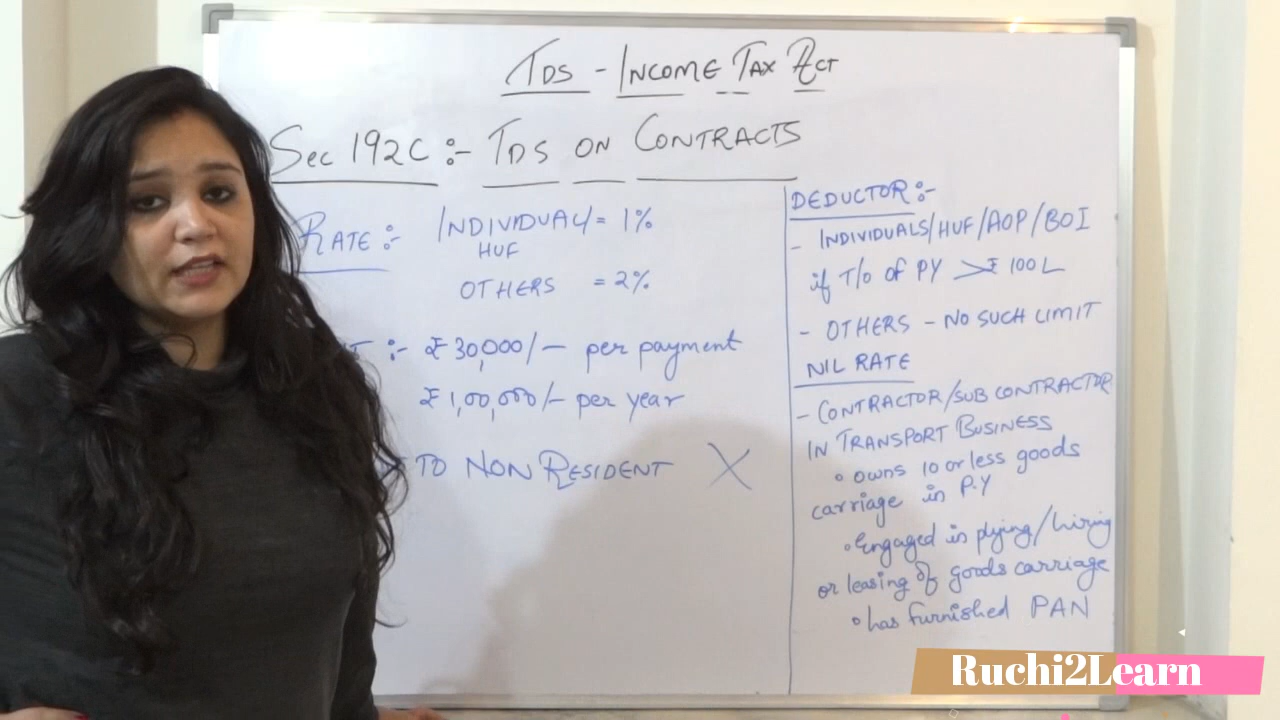 TDS - INCOME TAX ACT
SEC 192C :- TDS ON CONTRACTS
RATE :- INDIVIDUAL/ = 1%
HUF
OTHERS = 2%
T :- ₹ 30,000/- per payment
₹ 1,00,000/- per year
TO NON RESIDENT X
DEDUCTOR :-
- INDIVIDUALS/HUF/AOP/BOI
if T/o of PY > ₹ 100 L
- OTHERS - NO SUCH LIMIT
NIL RATE
- CONTRACTOR/SUB CONTRACTOR
IN TRANSPORT BUSINESS
• owns 10 or less goods
carriage in P.Y
• Engaged in plying/hiring
or leasing of goods carriage
• has furnished PAN
Ruchi2Learn